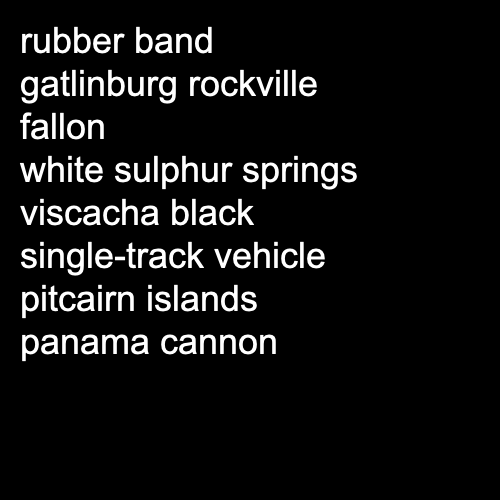 rubber band
gatlinburg rockville
fallon
white sulphur springs
viscacha black
single-track vehicle
pitcairn islands
panama cannon